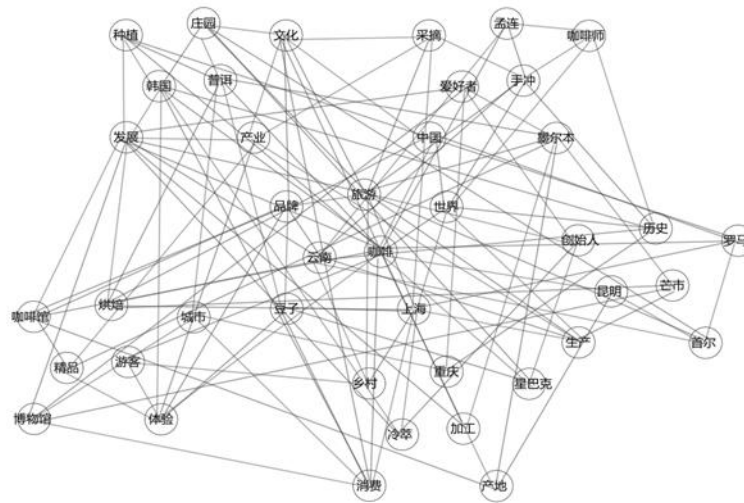 种植
庄园
文化
采摘
孟连
咖啡师
韩国
普洱
爱好者
手冲
发展
产业
中国
墨尔本
品牌
旅游
世界
历史
云南
咖啡
创始人
罗马
咖啡馆
烘焙
城市
豆子
上海
昆明
芒市
精品
游客
乡村
重庆
星巴克
生产
首尔
博物馆
体验
冷萃
加工
消费
产地